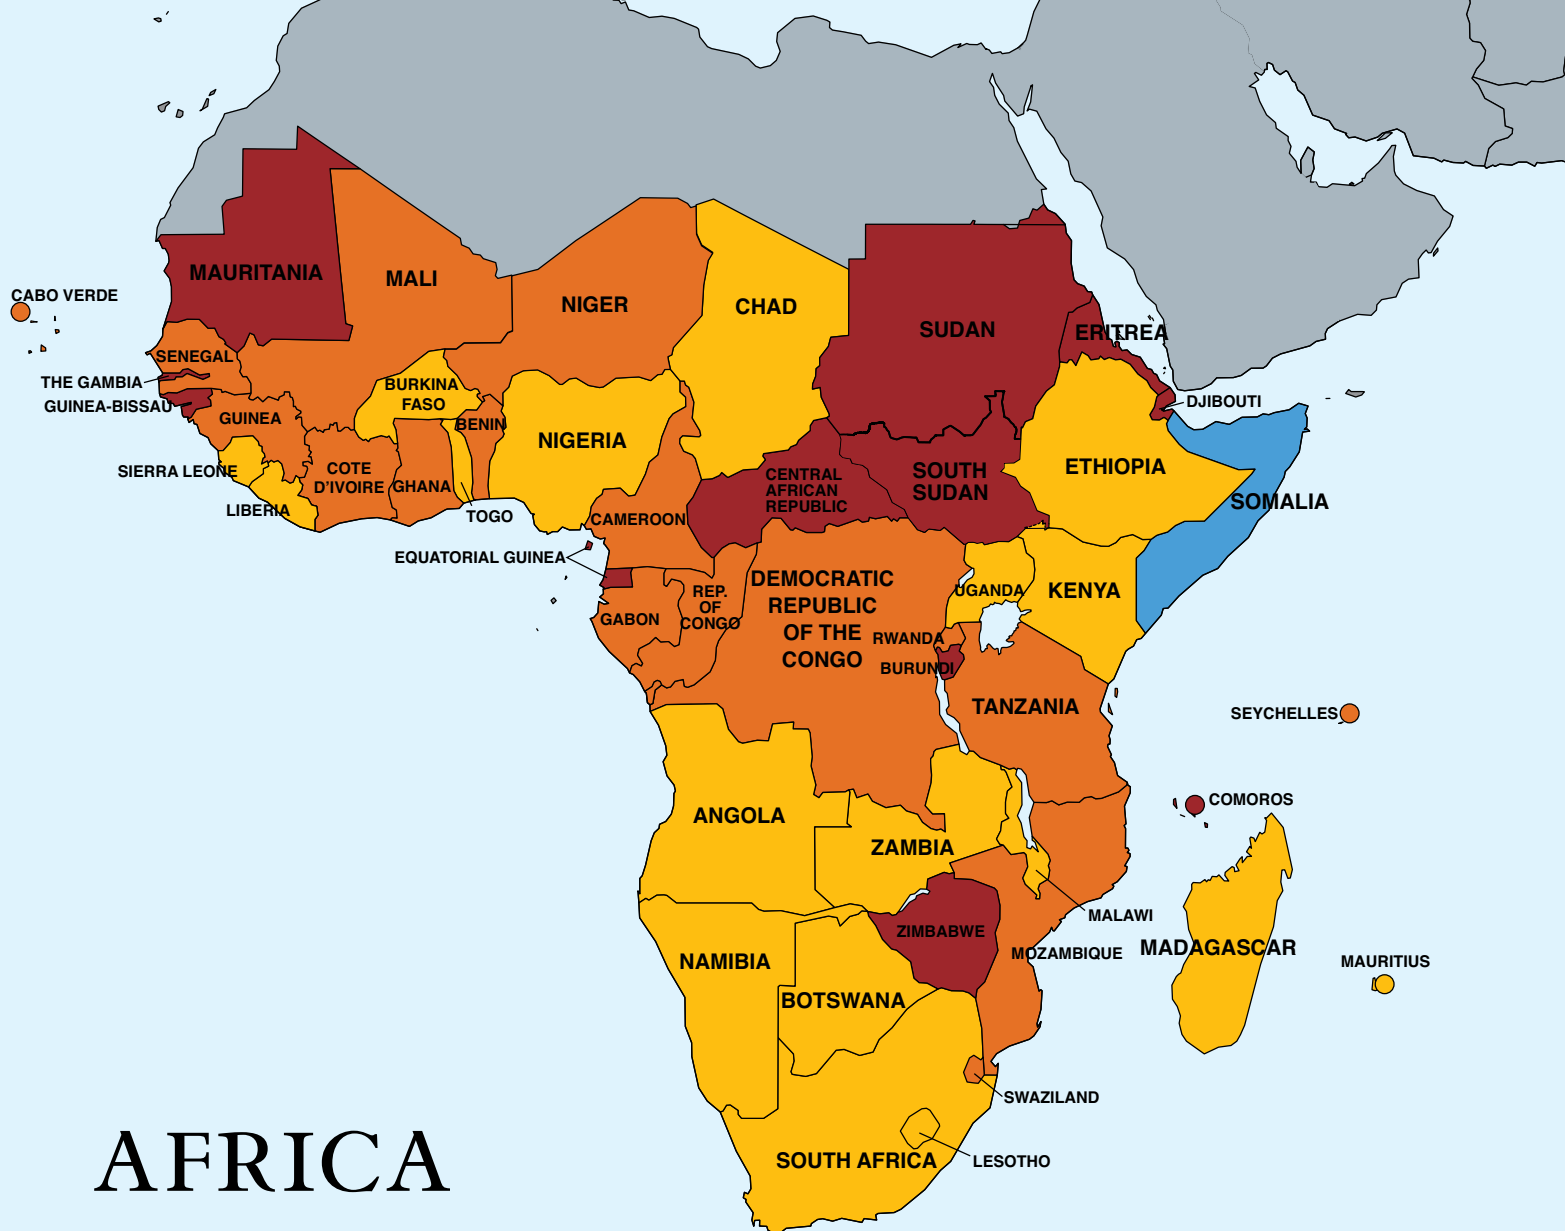 MAURITANIA
MALI
NIGER
CHAD
SUDAN
ERITREA
CABO VERDE
SENEGAL
THE GAMBIA
GUINEA-BISSAU
GUINEA
BURKINA
FASO
BENIN
NIGERIA
DJIBOUTI
ETHIOPIA
SOMALIA
SIERRA LEONE
COTE
D'IVOIRE
GHANA
LIBERIA
TOGO
CAMEROON
CENTRAL
AFRICAN
REPUBLIC
SOUTH
SUDAN
EQUATORIAL GUINEA
GABON
REP.
OF
CONGO
DEMOCRATIC
REPUBLIC
OF THE
CONGO
UGANDA
KENYA
RWANDA
BURUNDI
TANZANIA
SEYCHELLES
COMOROS
ANGOLA
ZAMBIA
MALAWI
ZIMBABWE
MOZAMBIQUE
MADAGASCAR
MAURITIUS
NAMIBIA
BOTSWANA
SWAZILAND
SOUTH AFRICA
LESOTHO
AFRICA